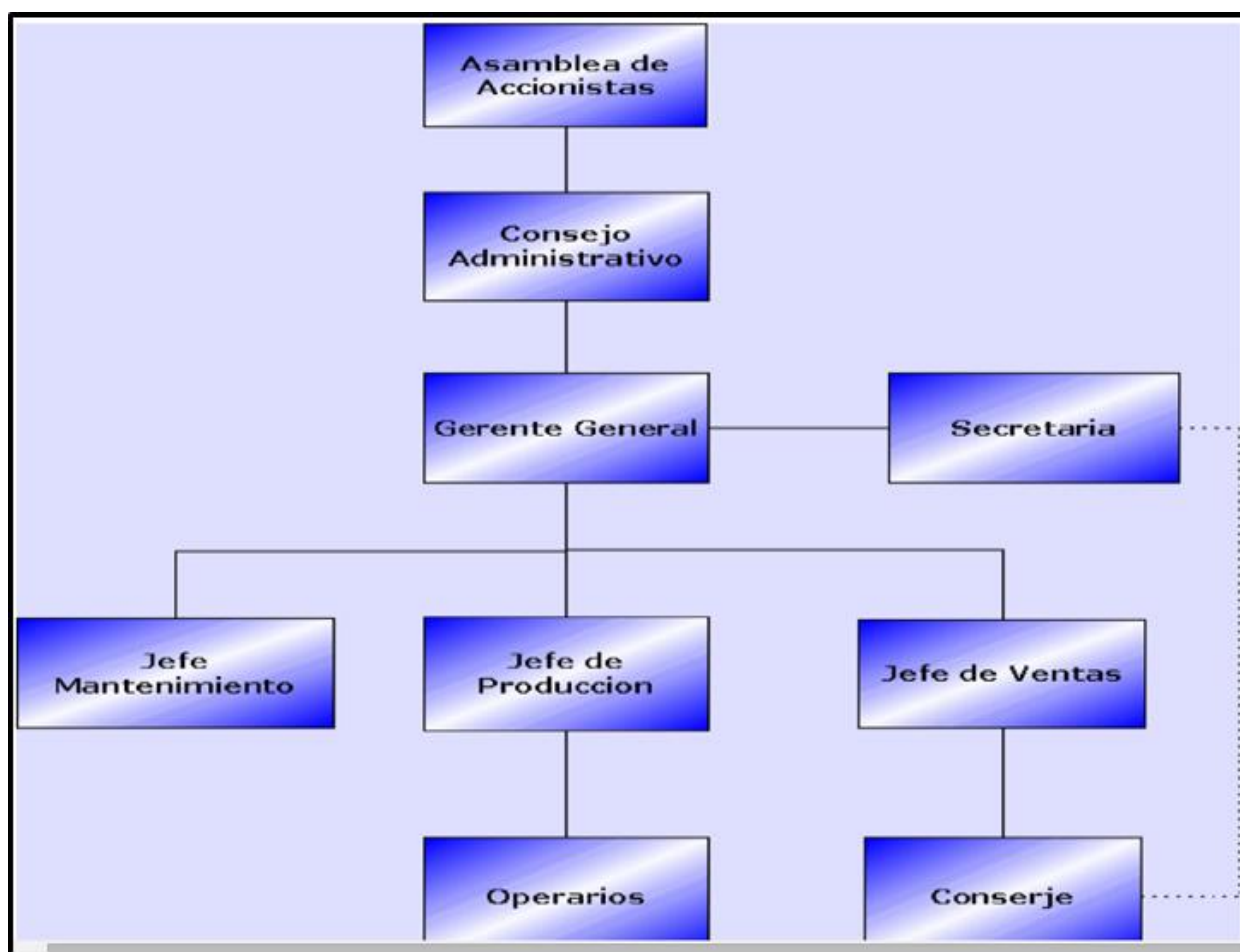 Asamblea de
Accionistas
Consejo
Administrativo
Gerente General
Secretaria
Jefe
Mantenimiento
Jefe de
Produccion
Jefe de Ventas
Operarios
Conserje